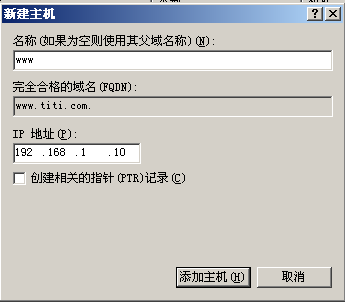 新建主机
名称(如果为空则使用其父域名称)(N):
www
完全合格的域名(FQDN):
www.titi.com.
IP 地址(P):
192 .168 .1 .10
创建相关的指针(PTR)记录(C)
添加主机(H) 取消